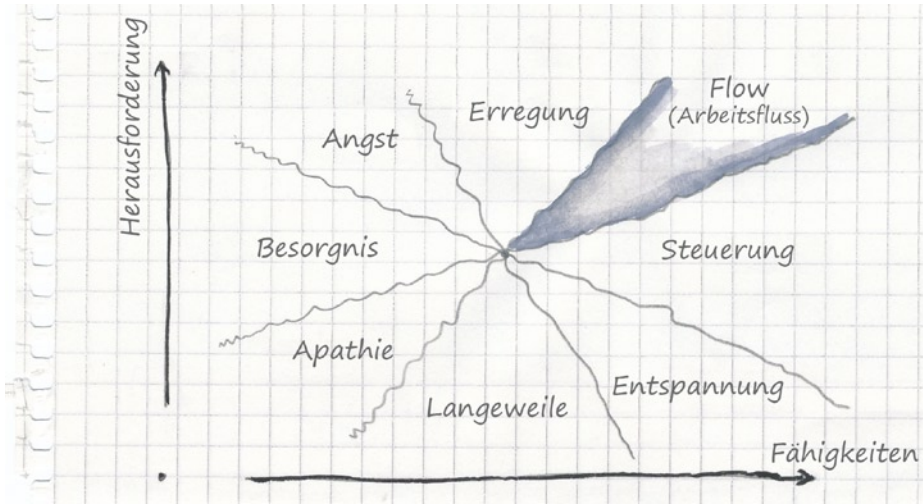 Herausforderung
Flow
(Arbeitsfluss)
Erregung
Angst
Besorgnis
Steuerung
Apathie
Entspannung
Langeweile
Fähigkeiten